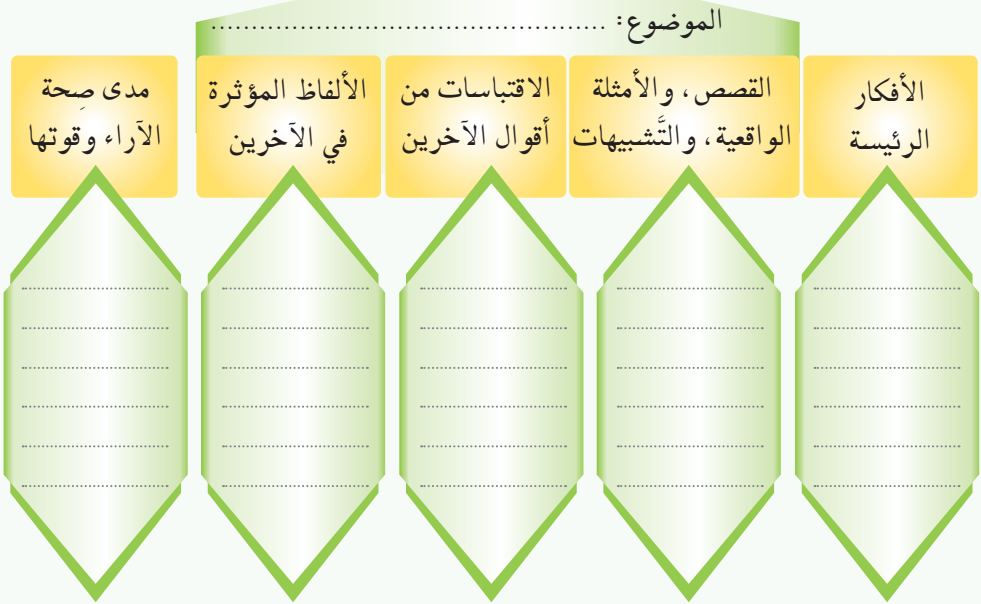 الموضوع: ................................................
الأفكار
الرئيسة
القصص، والأمثلة
الواقعية، والتَّشبيهات
الاقتباسات من
أقوال الآخرين
الألفاظ المؤثرة
في الآخرين
مدى صِحة
الآراء وقوتها